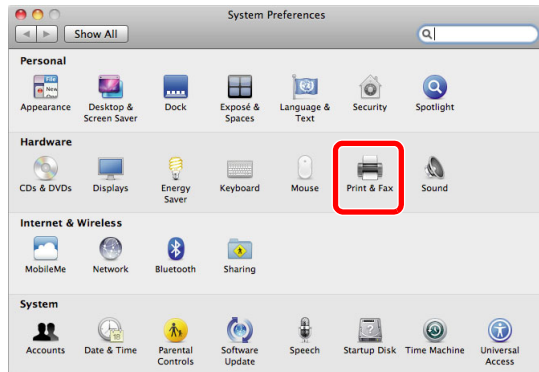 System Preferences
Show All
Personal
Appearance Desktop & Screen Saver Dock Exposé & Spaces Language & Text Security Spotlight
Hardware
CDs & DVDs Displays Energy Saver Keyboard Mouse Print & Fax Sound
Internet & Wireless
MobileMe Network Bluetooth Sharing
System
Accounts Date & Time Parental Controls Software Update Speech Startup Disk Time Machine Universal Access